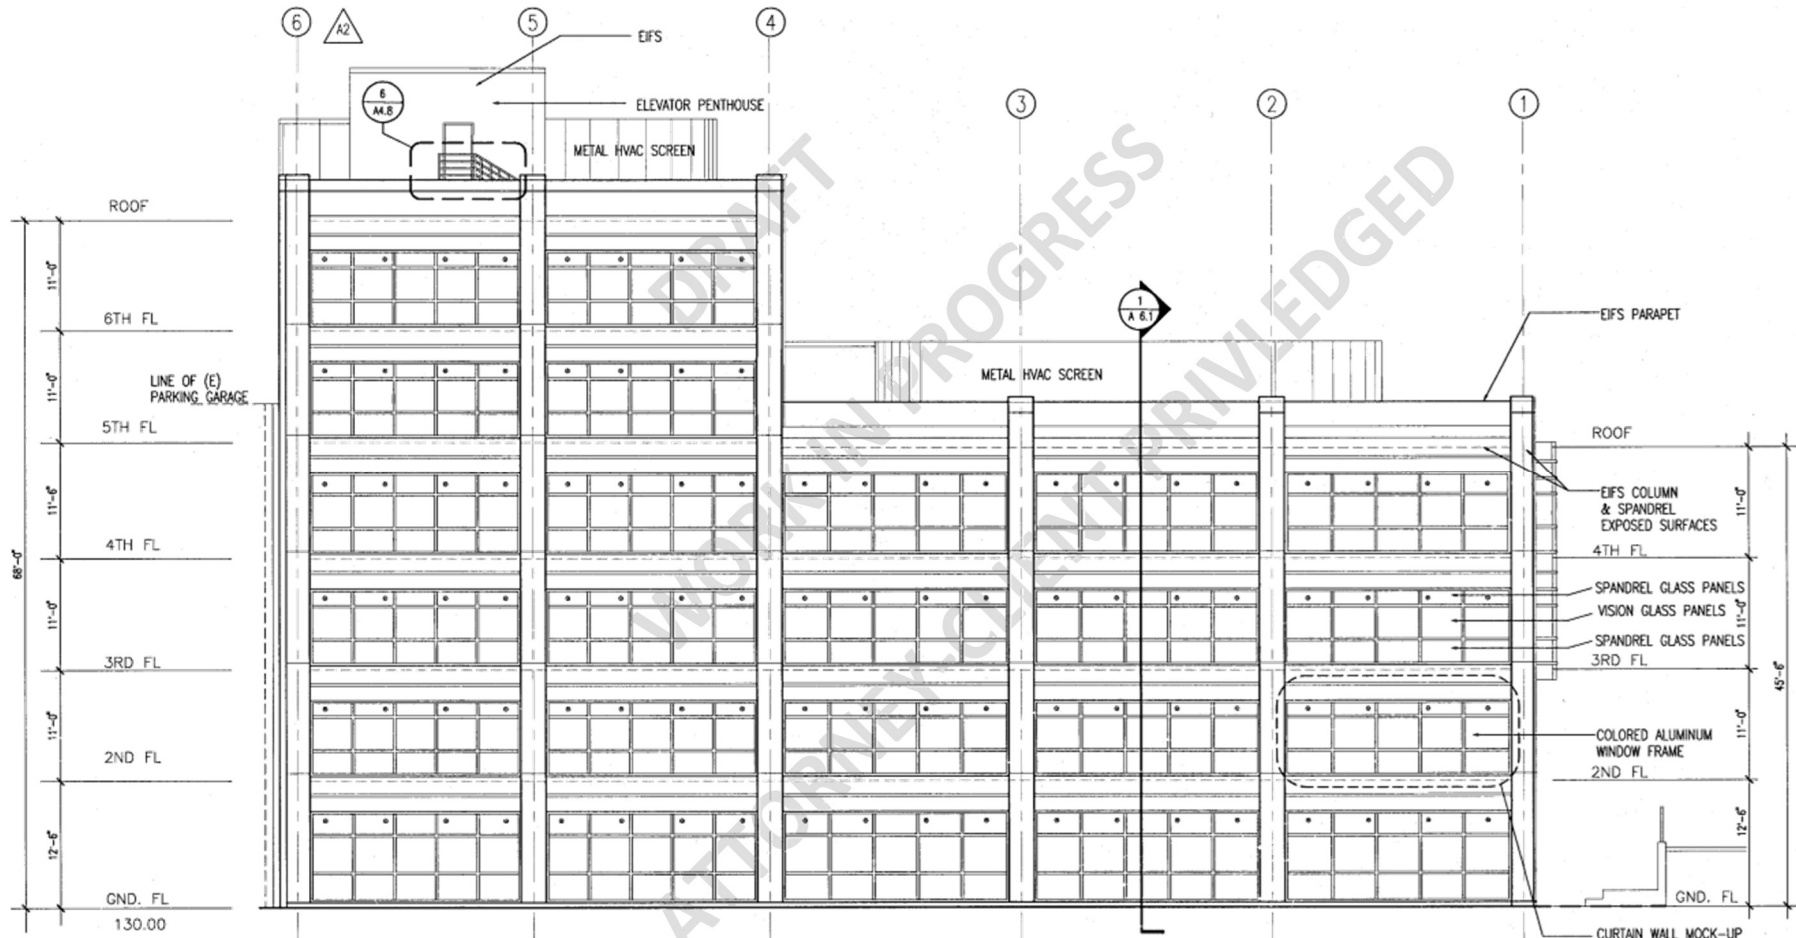 6
A2
5
4
EIFS
6
A4.8
ELEVATOR PENTHOUSE
3
2
1
METAL HVAC SCREEN
DRAFT
WORK IN PROGRESS
ATTORNEY-CLIENT PRIVLEDGED
ROOF
11'-0"
6TH FL
1
A 6.1
EIFS PARAPET
11'-0"
LINE OF (E)
PARKING GARAGE
METAL HVAC SCREEN
5TH FL
ROOF
11'-6"
EIFS COLUMN
& SPANDREL
EXPOSED SURFACES
11'-0"
4TH FL
4TH FL
68'-0"
11'-0"
SPANDREL GLASS PANELS
VISION GLASS PANELS
11'-0"
SPANDREL GLASS PANELS
3RD FL
3RD FL
45'-6"
11'-0"
COLORED ALUMINUM
WINDOW FRAME
11'-0"
2ND FL
2ND FL
12'-6"
12'-6"
GND. FL
GND. FL
130.00
CURTAIN WALL MOCK-UP